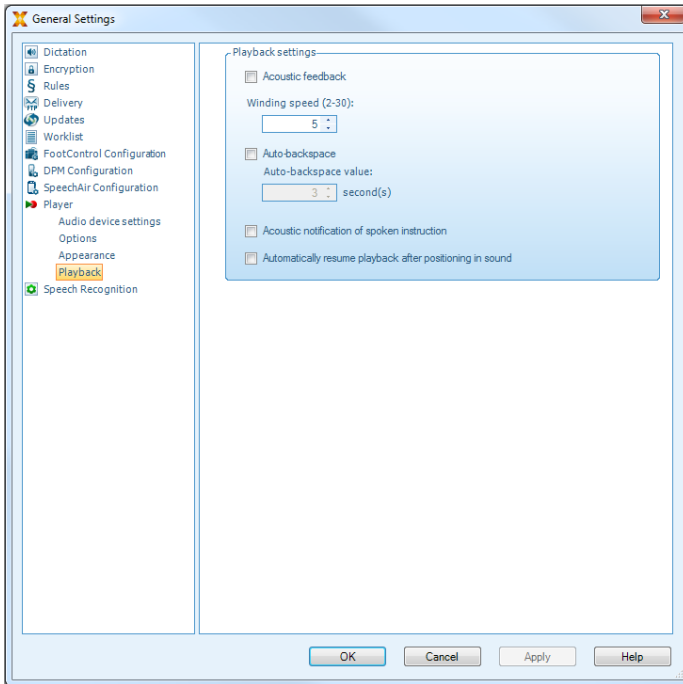 General Settings
Dictation
Encryption
Rules
FTP
Delivery
Updates
Worklist
FootControl Configuration
DPM Configuration
SpeechAir Configuration
Player
Audio device settings
Options
Appearance
Playback
Speech Recognition
Playback settings
Acoustic feedback
Winding speed (2-30):
5
Auto-backspace
Auto-backspace value:
3 second(s)
Acoustic notification of spoken instruction
Automatically resume playback after positioning in sound
OK Cancel Apply Help